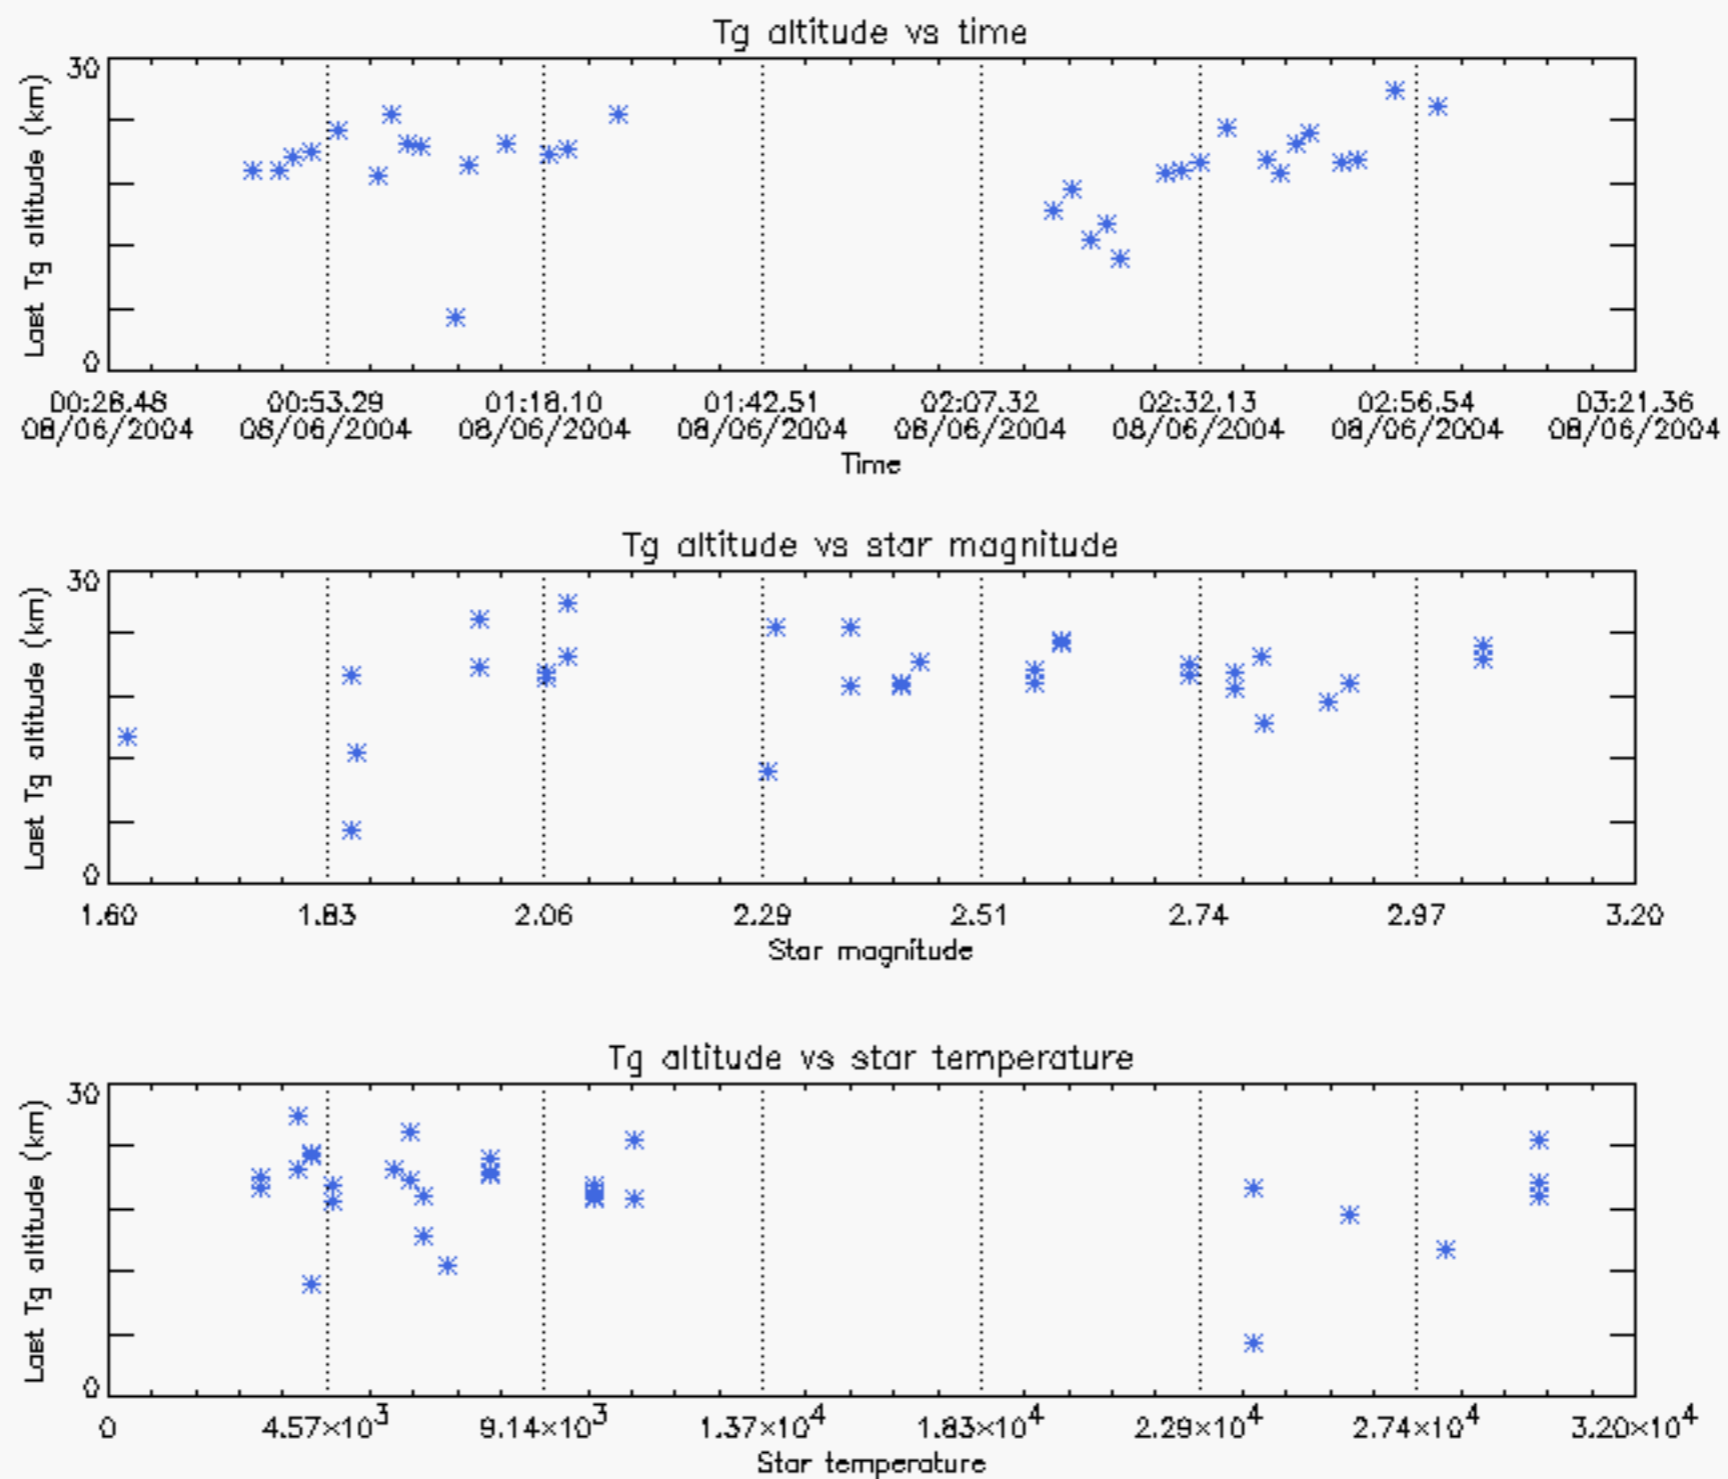 Tg altitude vs time
Last Tg altitude (km)
30
0
00:28.48 00:53.29 01:18.10 01:42.51 02:07.32 02:32.13 02:56.54 03:21.36
08/06/2004 08/06/2004 08/06/2004 08/06/2004 08/06/2004 08/06/2004 08/06/2004 08/06/2004
Time
Tg altitude vs star magnitude
Last Tg altitude (km)
30
0
1.60 1.83 2.06 2.29 2.51 2.74 2.97 3.20
Star magnitude
Tg altitude vs star temperature
Last Tg altitude (km)
30
0
0 4.57×10³ 9.14×10³ 1.37×10⁴ 1.83×10⁴ 2.29×10⁴ 2.74×10⁴ 3.20×10⁴
Star temperature